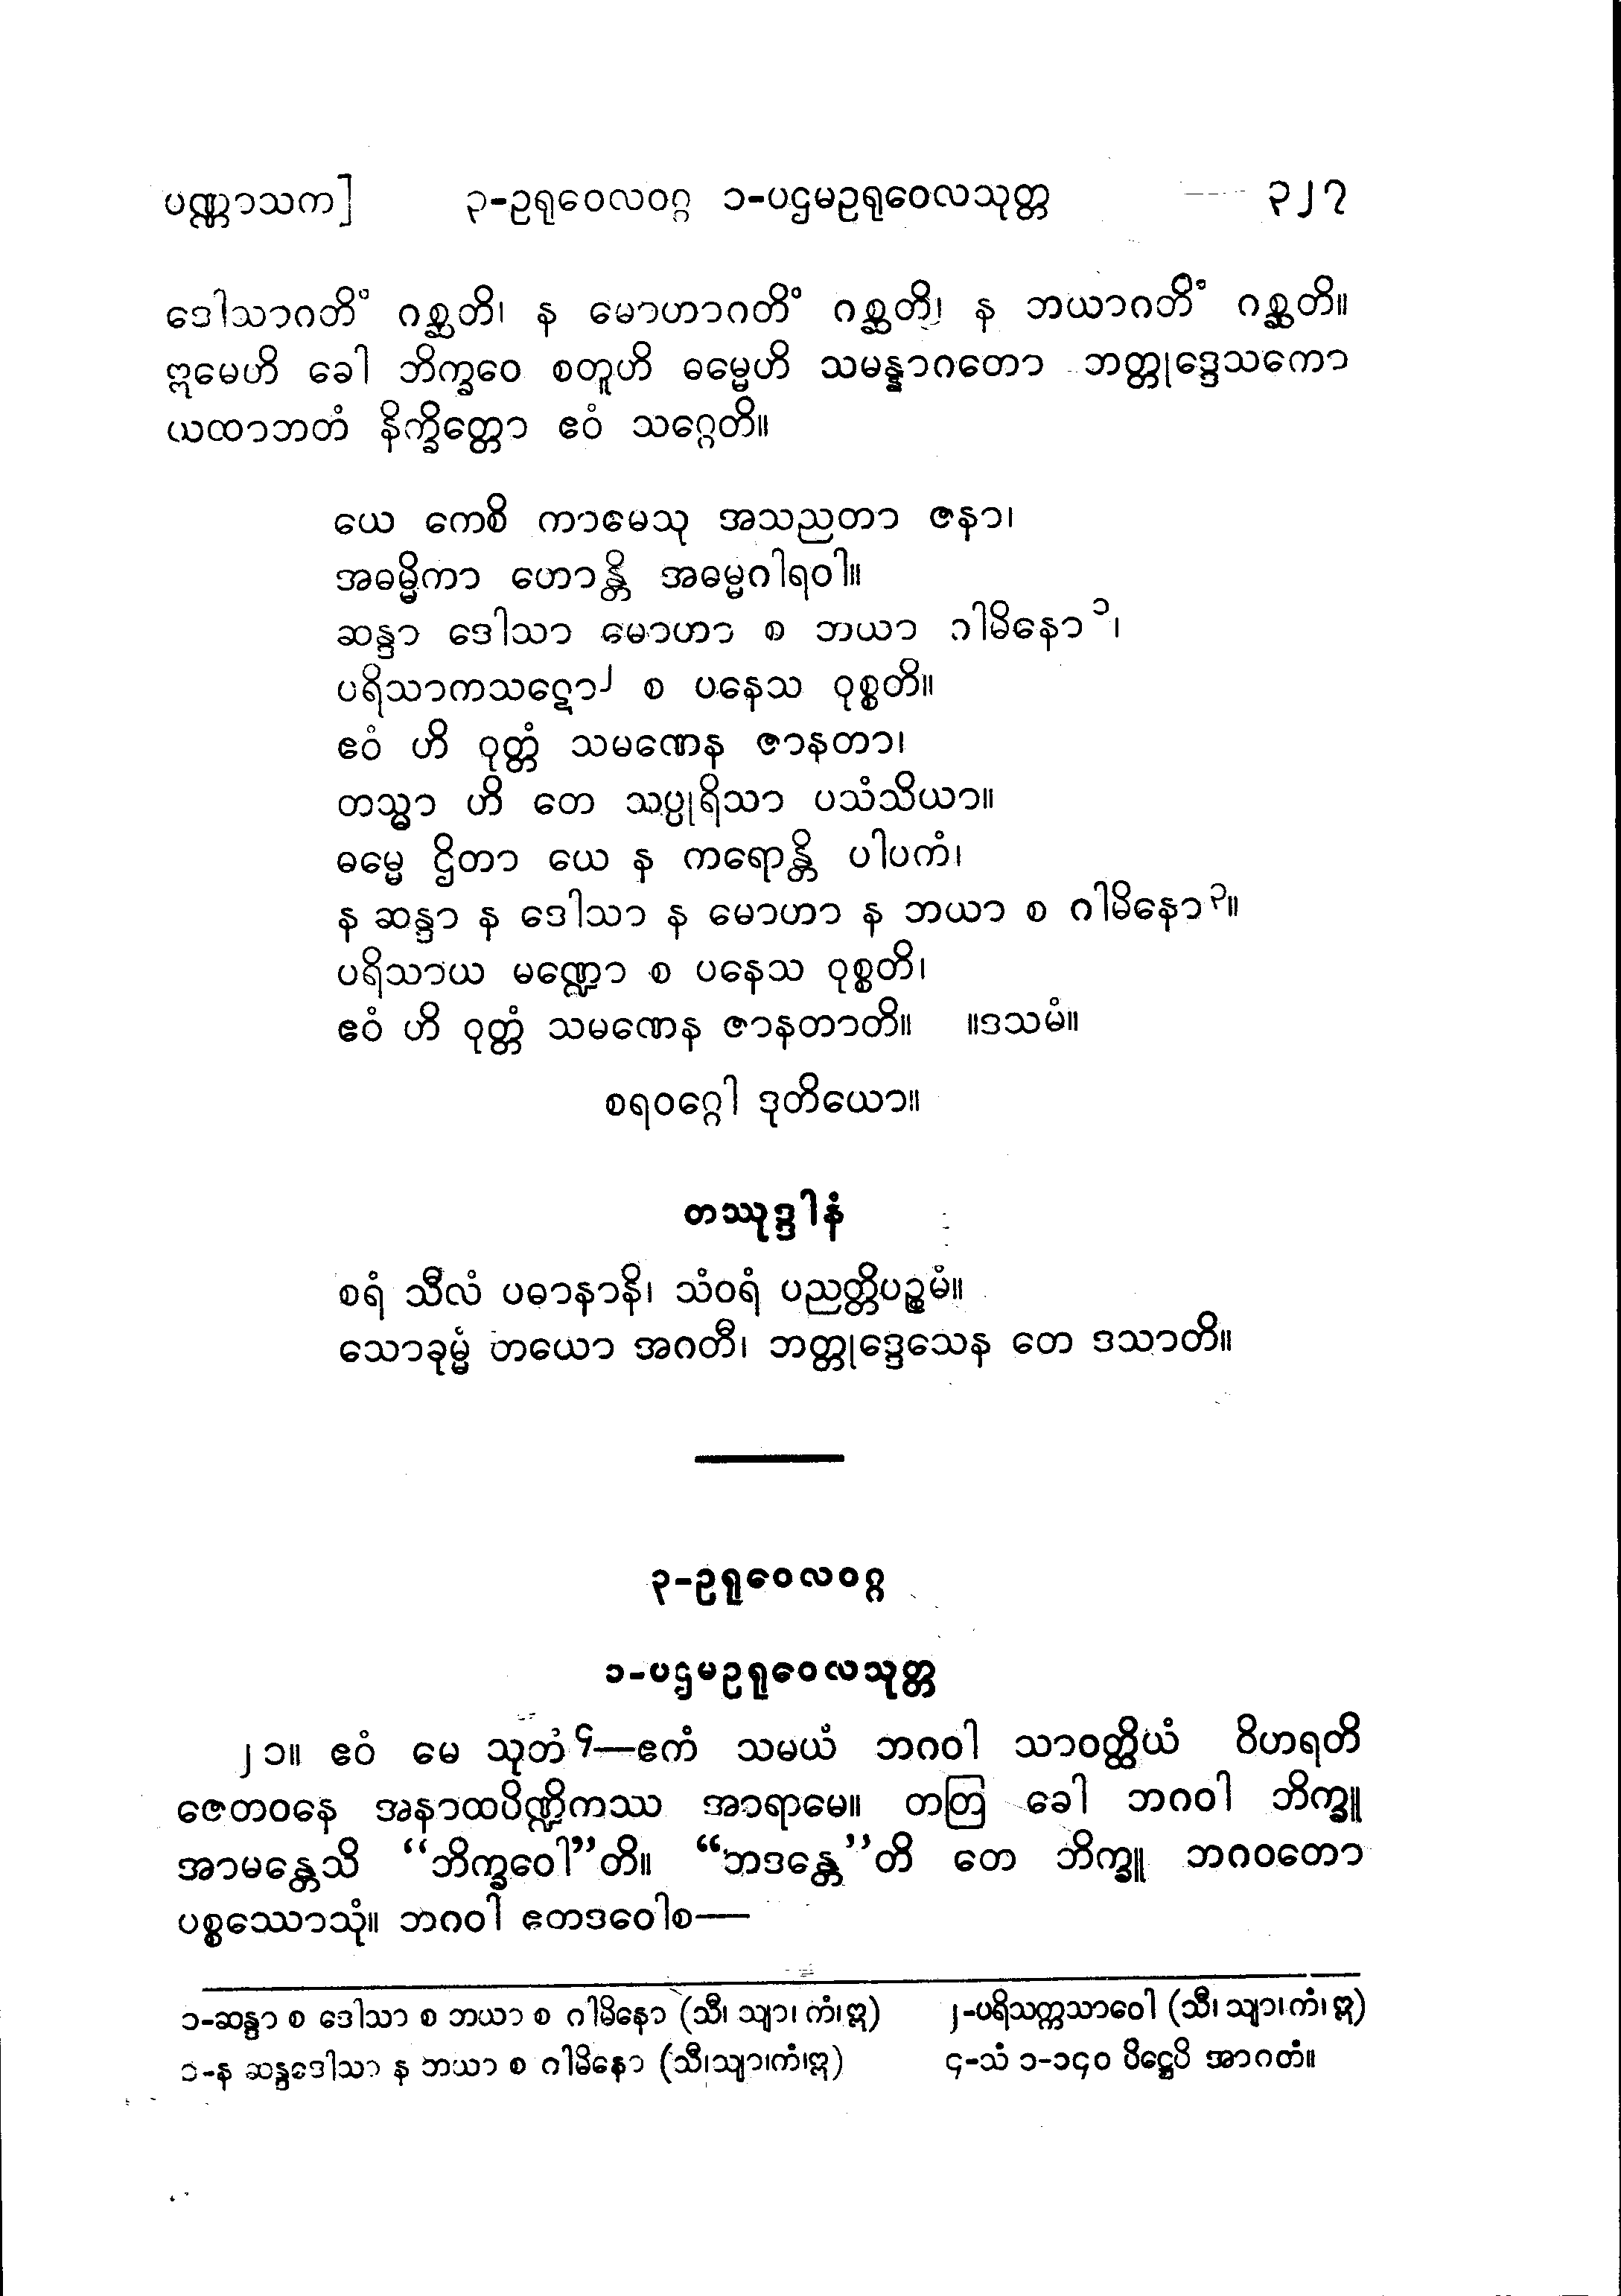 ပဏ္ဏာသက] ၃-ဥရုဝေလဝဂ္ဂ ၁-ပဌမဥရုဝေလသုတ္တ ၃၂၇
ဒေါသာဂတိံ ဂစ္ဆတိ၊ န မောဟာဂတိံ ဂစ္ဆတိ၊ န ဘယာဂတိံ ဂစ္ဆတိ။
ဣမေဟိ ခေါ ဘိက္ခဝေ စတူဟိ ဓမ္မေဟိ သမန္နာဂတော ဘတ္တုဒ္ဒေသကော
ယထာဘတံ နိက္ခိတ္တော ဧဝံ သဂ္ဂေတိ။
ယေ ကေစိ ကာမေသု အသညတာ ဇနာ၊
အဓမ္မိကာ ဟောန္တိ အဓမ္မဂါရဝါ။
ဆန္ဒာ ဒေါသာ မောဟာ စ ဘယာ ဂါမိနော၁၊
ပရိသာကသဋော၂ စ ပနေသ ဝုစ္စတိ။
ဧဝံ ဟိ ဝုတ္တံ သမဏေန ဇာနတာ၊
တသ္မာ ဟိ တေ သပ္ပုရိသာ ပသံသိယာ။
ဓမ္မေ ဌိတာ ယေ န ကရောန္တိ ပါပကံ၊
န ဆန္ဒာ န ဒေါသာ န မောဟာ န ဘယာ စ ဂါမိနော၃။
ပရိသာယ မဏ္ဍော စ ပနေသ ဝုစ္စတိ၊
ဧဝံ ဟိ ဝုတ္တံ သမဏေန ဇာနတာတိ။ ။ဒသမံ။
စရဝဂ္ဂေါ ဒုတိယော။
တဿုဒ္ဒါနံ
စရံ သီလံ ပဓာနာနိ၊ သံဝရံ ပညတ္တိပဉ္စမံ။
သောခုမ္မံ တယော အဂတီ၊ ဘတ္တုဒ္ဒေသေန တေ ဒသာတိ။
၃-ဥရုဝေလဝဂ္ဂ
၁-ပဌမဥရုဝေလသုတ္တ
၂၁။ ဧဝံ မေ သုတံ၄—ဧကံ သမယံ ဘဂဝါ သာဝတ္ထိယံ ဝိဟရတိ
ဇေတဝနေ အနာထပိဏ္ဍိကဿ အာရာမေ။ တတြ ခေါ ဘဂဝါ ဘိက္ခူ
အာမန္တေသိ “ဘိက္ခဝေါ”တိ။ “ဘဒန္တေ”တိ တေ ဘိက္ခူ ဘဂဝတော
ပစ္စဿောသုံ။ ဘဂဝါ ဧတဒဝေါစ—
၁-ဆန္ဒာ စ ဒေါသာ စ ဘယာ စ ဂါမိနော (သီ၊ သျာ၊ ကံ၊ ဣ) ၂-ပရိသက္ကသာဝေါ (သီ၊ သျာ၊ ကံ၊ ဣ)
၃-န ဆန္ဒဒေါသာ န ဘယာ စ ဂါမိနော (သီ၊သျာ၊ကံ၊ဣ) ၄-သံ ၁-၁၄၀ ပိဋ္ဌေပိ အာဂတံ။